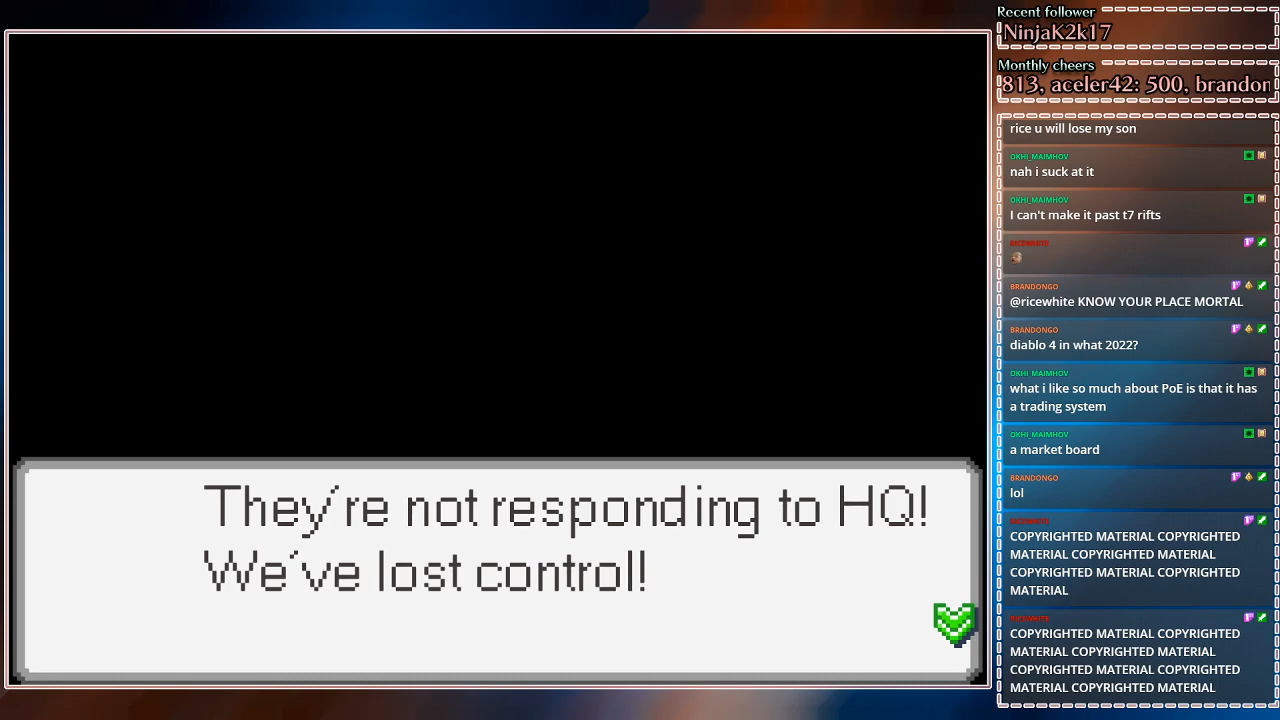 They're not responding to HQ!
We've lost control!
Recent follower
NinjaK2k17
Monthly cheers
813, aceler42: 500, brandon
rice u will lose my son
OKHI_MAIMHOV
nah i suck at it
OKHI_MAIMHOV
I can't make it past t7 rifts
RICEWHITE
BRANDONGO
@ricewhite KNOW YOUR PLACE MORTAL
BRANDONGO
diablo 4 in what 2022?
OKHI_MAIMHOV
what i like so much about PoE is that it has
a trading system
OKHI_MAIMHOV
a market board
BRANDONGO
lol
RICEWHITE
COPYRIGHTED MATERIAL COPYRIGHTED
MATERIAL COPYRIGHTED MATERIAL
COPYRIGHTED MATERIAL COPYRIGHTED
MATERIAL
RICEWHITE
COPYRIGHTED MATERIAL COPYRIGHTED
MATERIAL COPYRIGHTED MATERIAL
COPYRIGHTED MATERIAL COPYRIGHTED
MATERIAL COPYRIGHTED MATERIAL